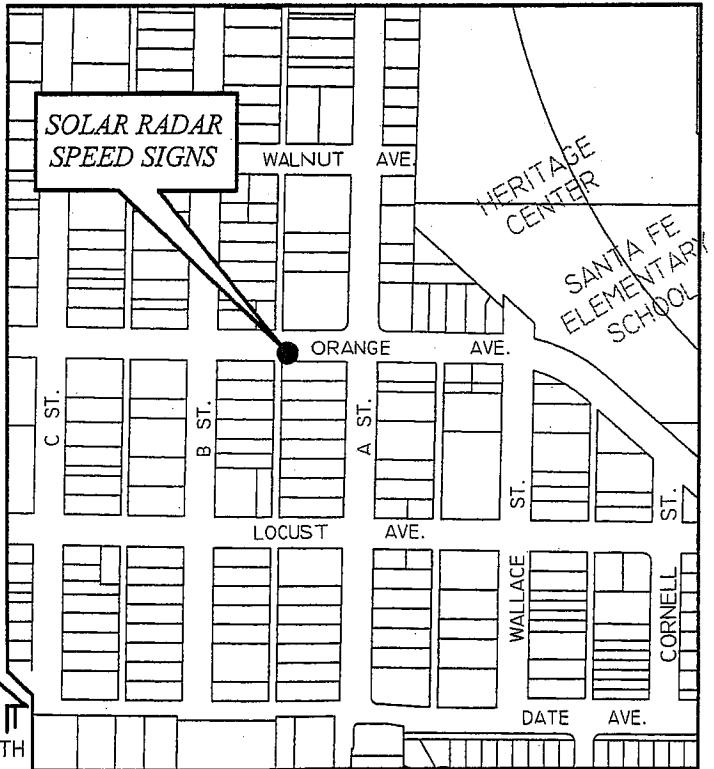 SOLAR RADAR
SPEED SIGNS
WALNUT AVE.
HERITAGE
CENTER
SANTA FE
ELEMENTARY
SCHOOL
ORANGE AVE.
C ST.
B ST.
A ST.
LOCUST AVE.
WALLACE ST.
CORNELL ST.
DATE AVE.
TH